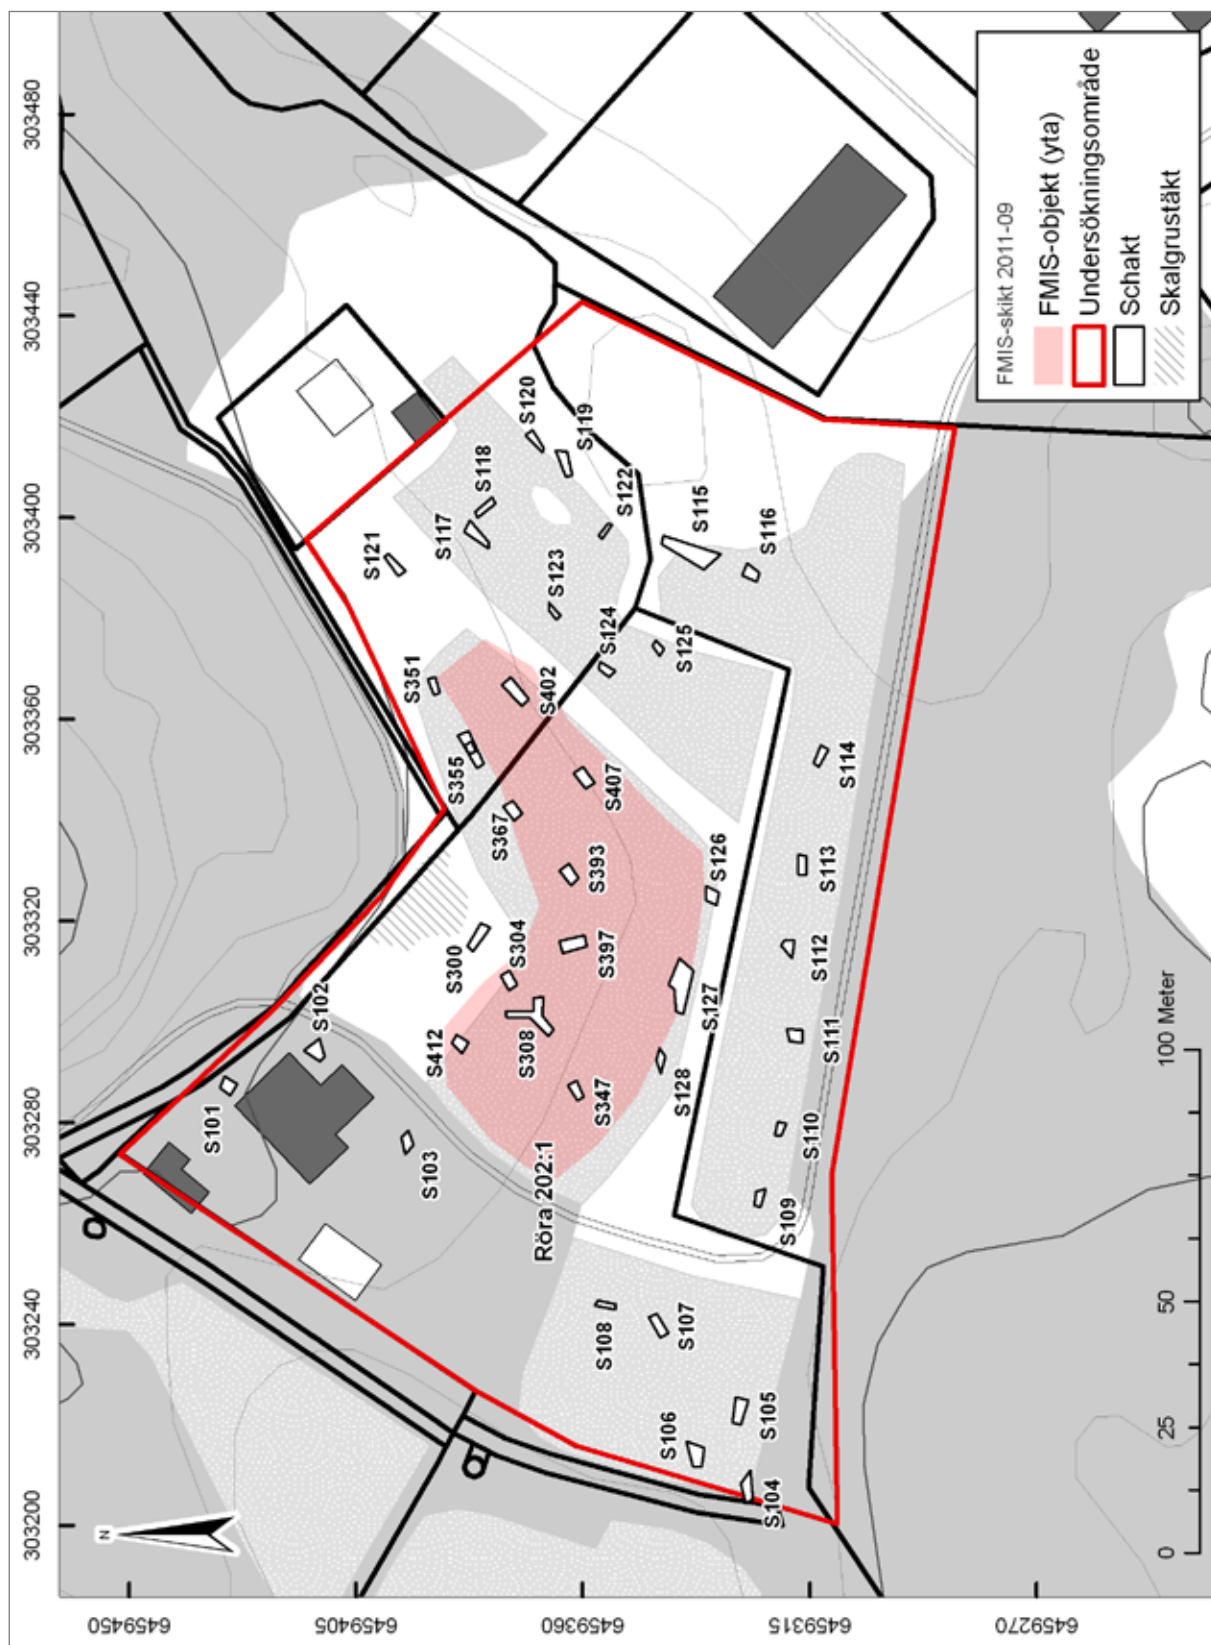 303200
303240
303280
303320
303360
303400
303440
303480
6459450
6459405
6459360
6459315
6459270
N
S101
S102
S103
S121
S351
S355
S367
S117
S118
S120
S119
S122
S123
S124
S125
S115
S116
S402
S407
S393
S397
S300
S304
S412
S308
S347
Röra 202:1
S126
S127
S128
S108
S107
S106
S105
S104
S109
S110
S111
S112
S113
S114
0
25
50
100 Meter
FMIS-skikt 2011-09
FMIS-objekt (yta)
Undersökningsområde
Schakt
Skalgrustäkt